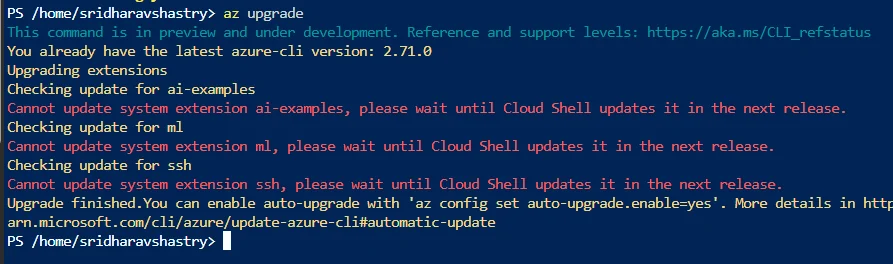 PS /home/sridharavshastry> az upgrade
This command is in preview and under development. Reference and support levels: https://aka.ms/CLI_refstatus
You already have the latest azure-cli version: 2.71.0
Upgrading extensions
Checking update for ai-examples
Cannot update system extension ai-examples, please wait until Cloud Shell updates it in the next release.
Checking update for ml
Cannot update system extension ml, please wait until Cloud Shell updates it in the next release.
Checking update for ssh
Cannot update system extension ssh, please wait until Cloud Shell updates it in the next release.
Upgrade finished.You can enable auto-upgrade with 'az config set auto-upgrade.enable=yes'. More details in http
arn.microsoft.com/cli/azure/update-azure-cli#automatic-update
PS /home/sridharavshastry>